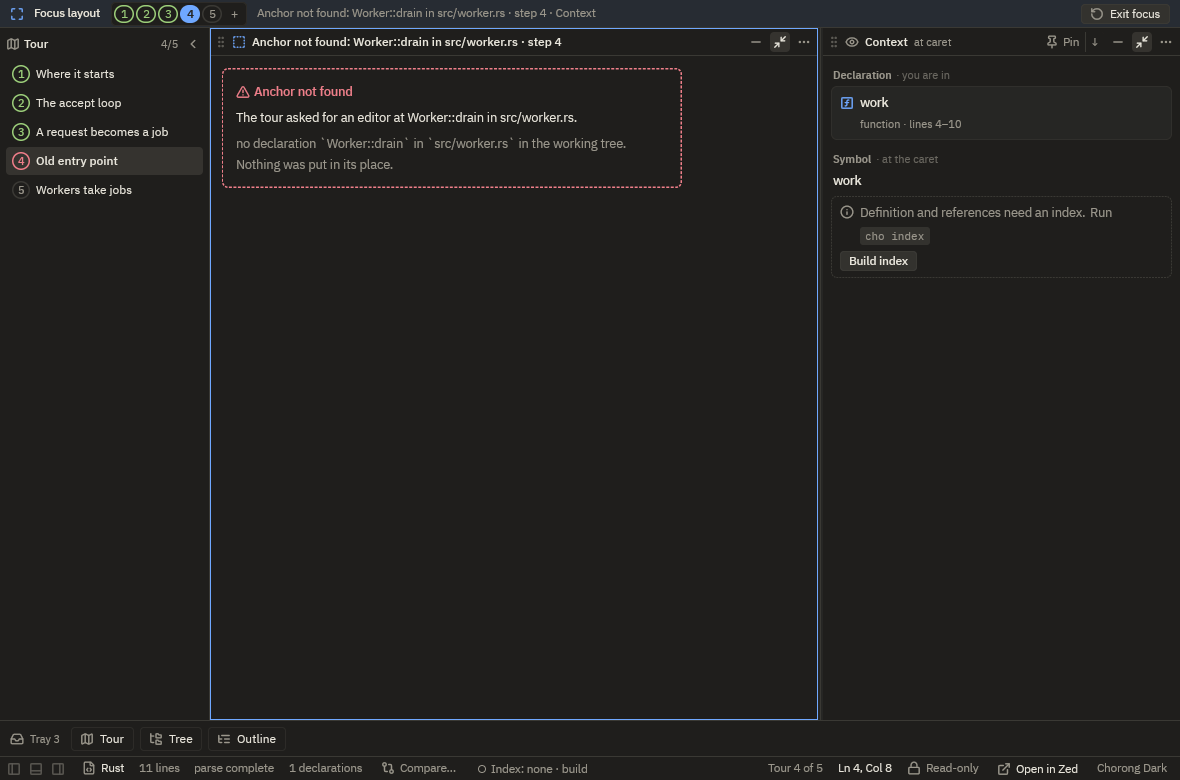 Focus layout 1 2 3 4 5 + Anchor not found: Worker::drain in src/worker.rs · step 4 · Context Exit focus
Tour 4/5
1 Where it starts
2 The accept loop
3 A request becomes a job
4 Old entry point
5 Workers take jobs
Anchor not found: Worker::drain in src/worker.rs · step 4
Anchor not found
The tour asked for an editor at Worker::drain in src/worker.rs.
no declaration `Worker::drain` in `src/worker.rs` in the working tree.
Nothing was put in its place.
Context at caret Pin ↓
Declaration · you are in
work
function · lines 4–10
Symbol · at the caret
work
Definition and references need an index. Run
cho index
Build index
Tray 3 Tour Tree Outline
Rust 11 lines parse complete 1 declarations Compare... Index: none · build Tour 4 of 5 Ln 4, Col 8 Read-only Open in Zed Chorong Dark